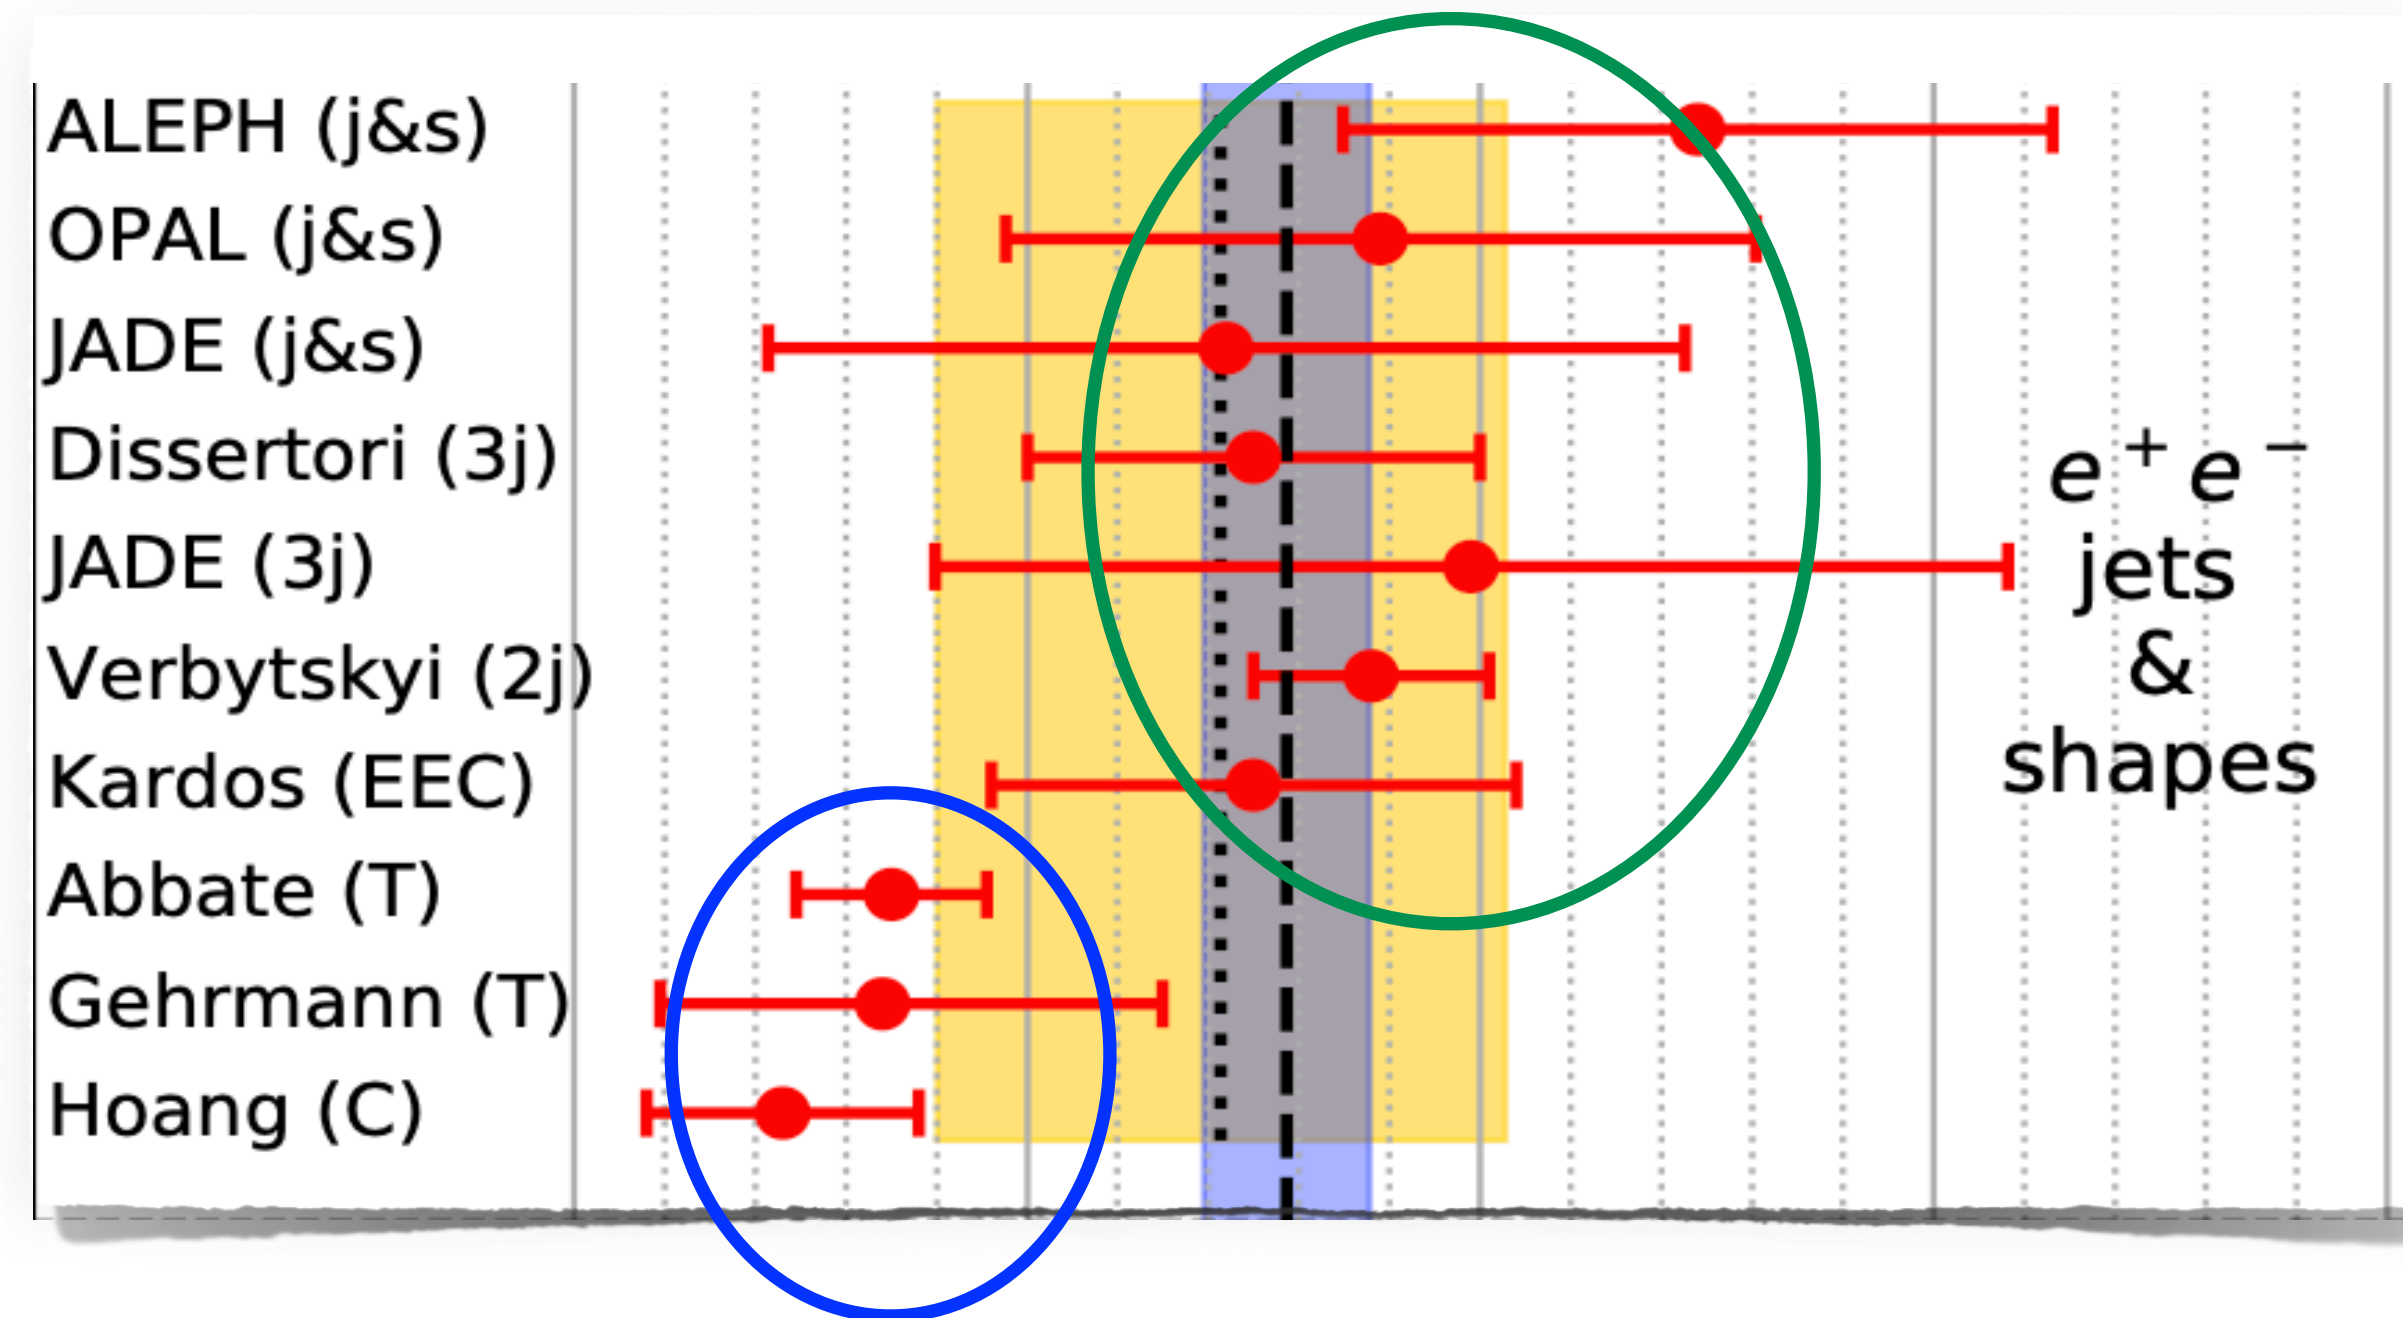 ALEPH (j&s)
OPAL (j&s)
JADE (j&s)
Dissertori (3j)
JADE (3j)
Verbytskyi (2j)
Kardos (EEC)
Abbate (T)
Gehrmann (T)
Hoang (C)
e⁺e⁻
jets
&
shapes